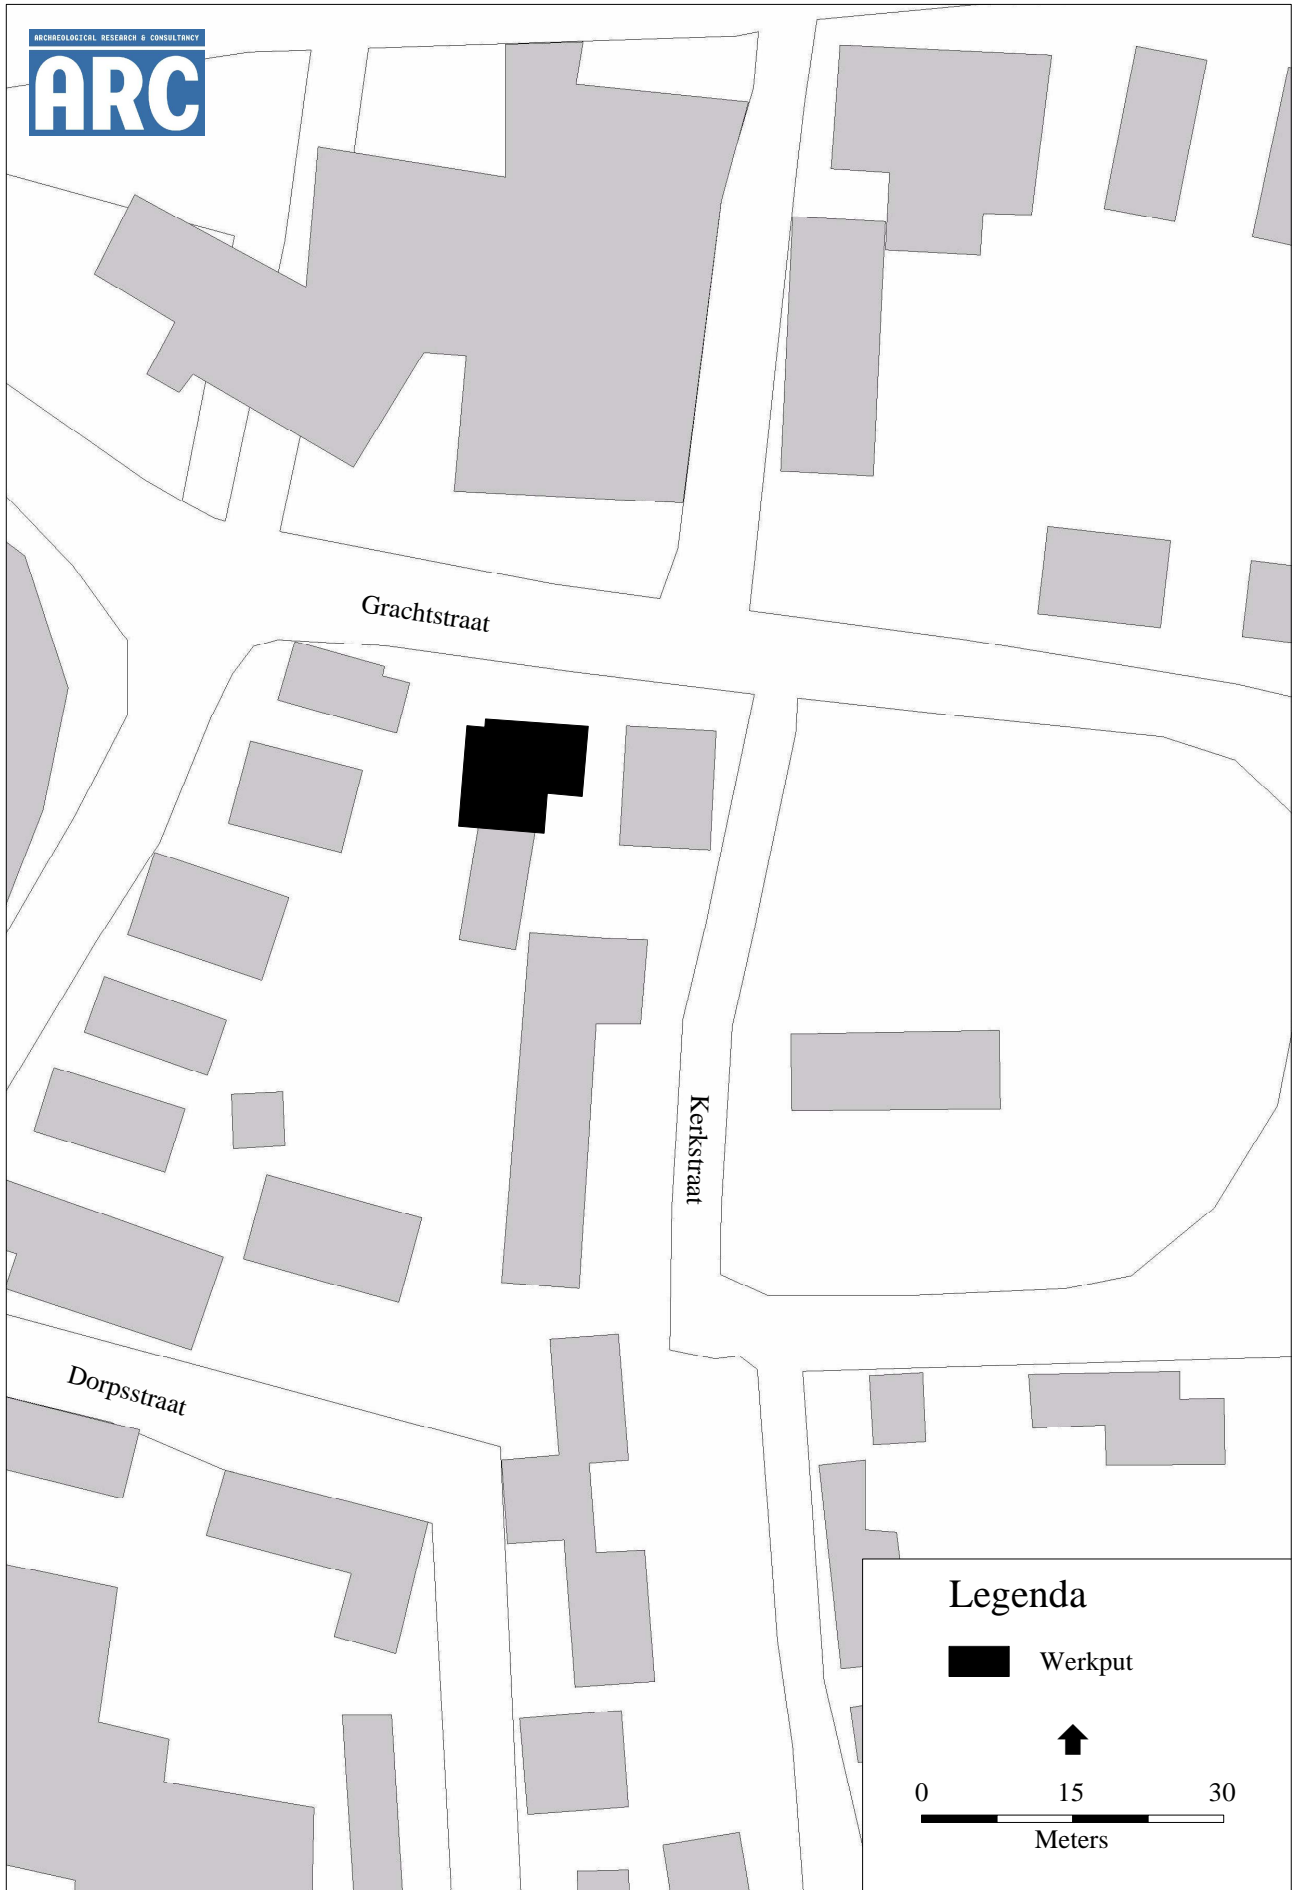 ARCHAEOLOGICAL RESEARCH & CONSULTANCY
ARC
Grachtstraat
Kerkstraat
Dorpsstraat
Legenda
Werkput
0 15 30
Meters